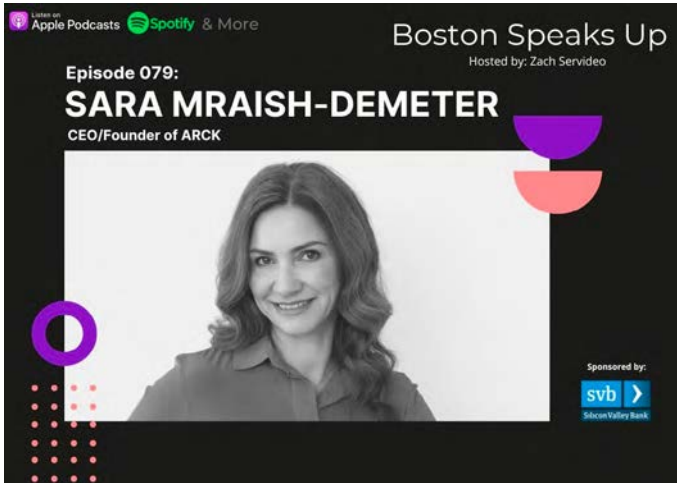 Listen on
Apple Podcasts Spotify & More
Boston Speaks Up
Hosted by: Zach Servideo
Episode 079:
SARA MRAISH-DEMETER
CEO/Founder of ARCK
Sponsored by:
svb
Silicon Valley Bank